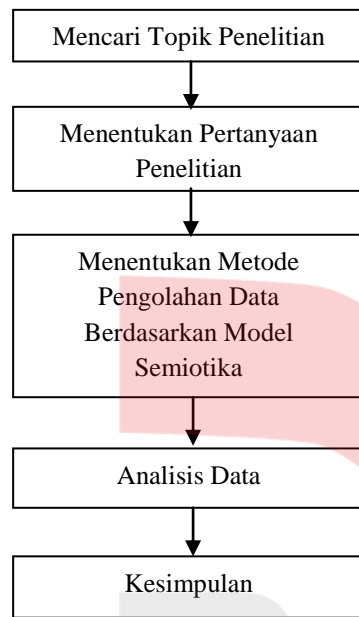 Mencari Topik Penelitian
Menentukan Pertanyaan
Penelitian
Menentukan Metode
Pengolahan Data
Berdasarkan Model
Semiotika
Analisis Data
Kesimpulan